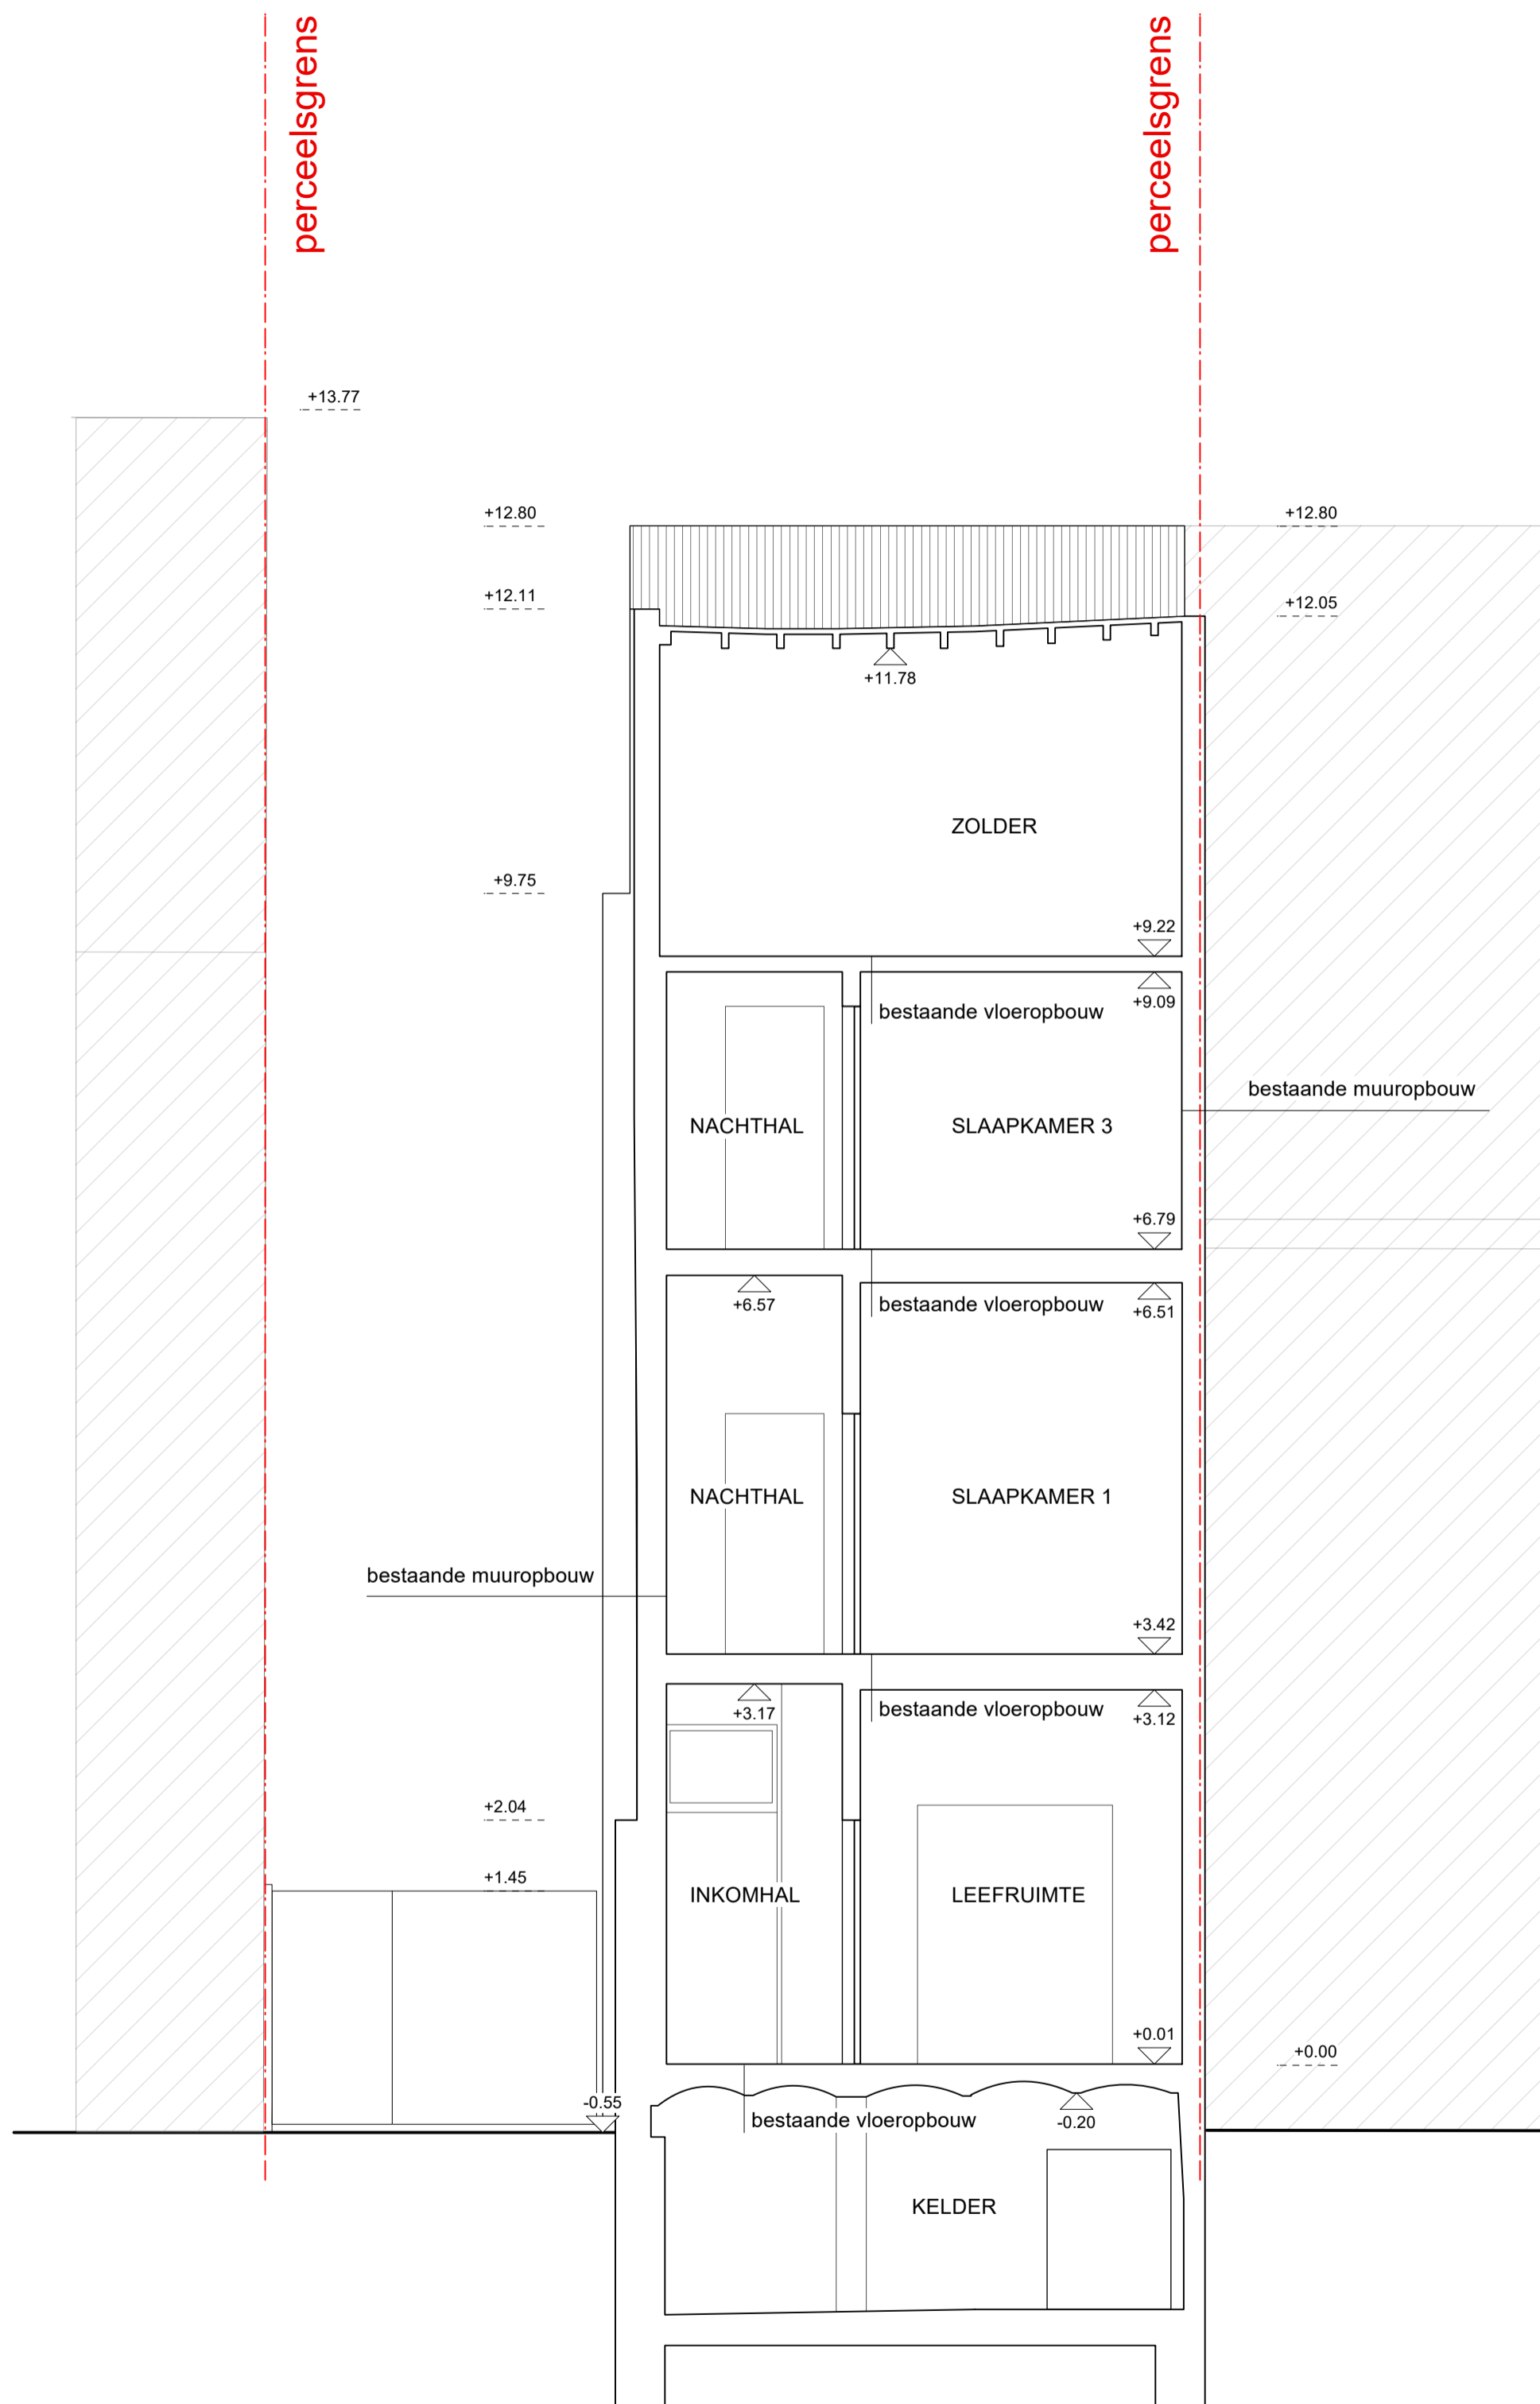 perceelsgrens
perceelsgrens
+13.77
+12.80
+12.80
+12.11
+12.05
+11.78
ZOLDER
+9.75
+9.22
+9.09
bestaande vloeropbouw
bestaande muuropbouw
NACHTHAL
SLAAPKAMER 3
+6.79
+6.57
bestaande vloeropbouw
+6.51
NACHTHAL
SLAAPKAMER 1
bestaande muuropbouw
+3.42
+3.17
bestaande vloeropbouw
+3.12
+2.04
+1.45
INKOMHAL
LEEFRUIMTE
+0.01
+0.00
-0.55
bestaande vloeropbouw
-0.20
KELDER